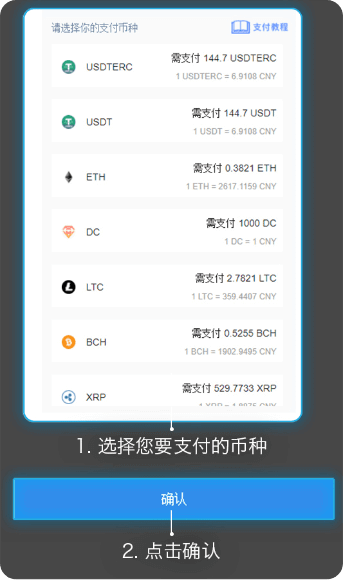 请选择你的支付币种
支付教程
USDTERC
需支付 144.7 USDTERC
1 USDTERC = 6.9108 CNY
USDT
需支付 144.7 USDT
1 USDT = 6.9108 CNY
ETH
需支付 0.3821 ETH
1 ETH = 2617.1159 CNY
DC
需支付 1000 DC
1 DC = 1 CNY
LTC
需支付 2.7821 LTC
1 LTC = 359.4407 CNY
BCH
需支付 0.5255 BCH
1 BCH = 1902.9495 CNY
XRP
需支付 529.7733 XRP
1. 选择您要支付的币种
确认
2. 点击确认